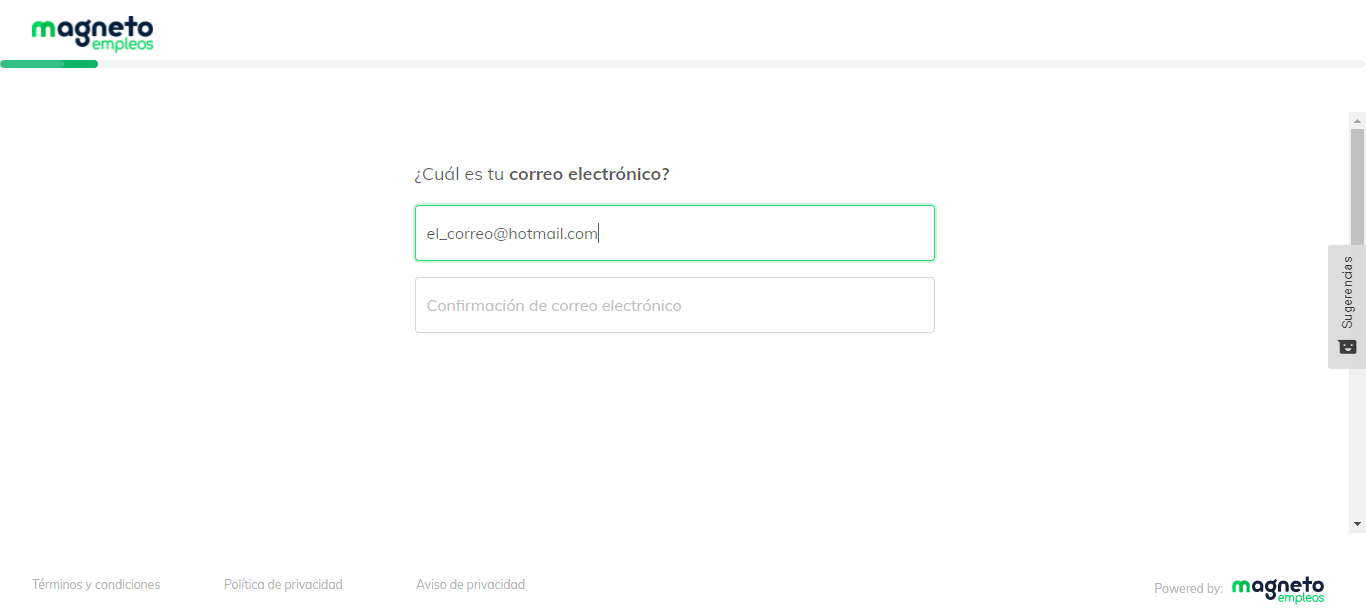 magneto
empleos
¿Cuál es tu correo electrónico?
el_correo@hotmail.com
Confirmación de correo electrónico
Sugerencias
Términos y condiciones
Política de privacidad
Aviso de privacidad
Powered by:
magneto
empleos